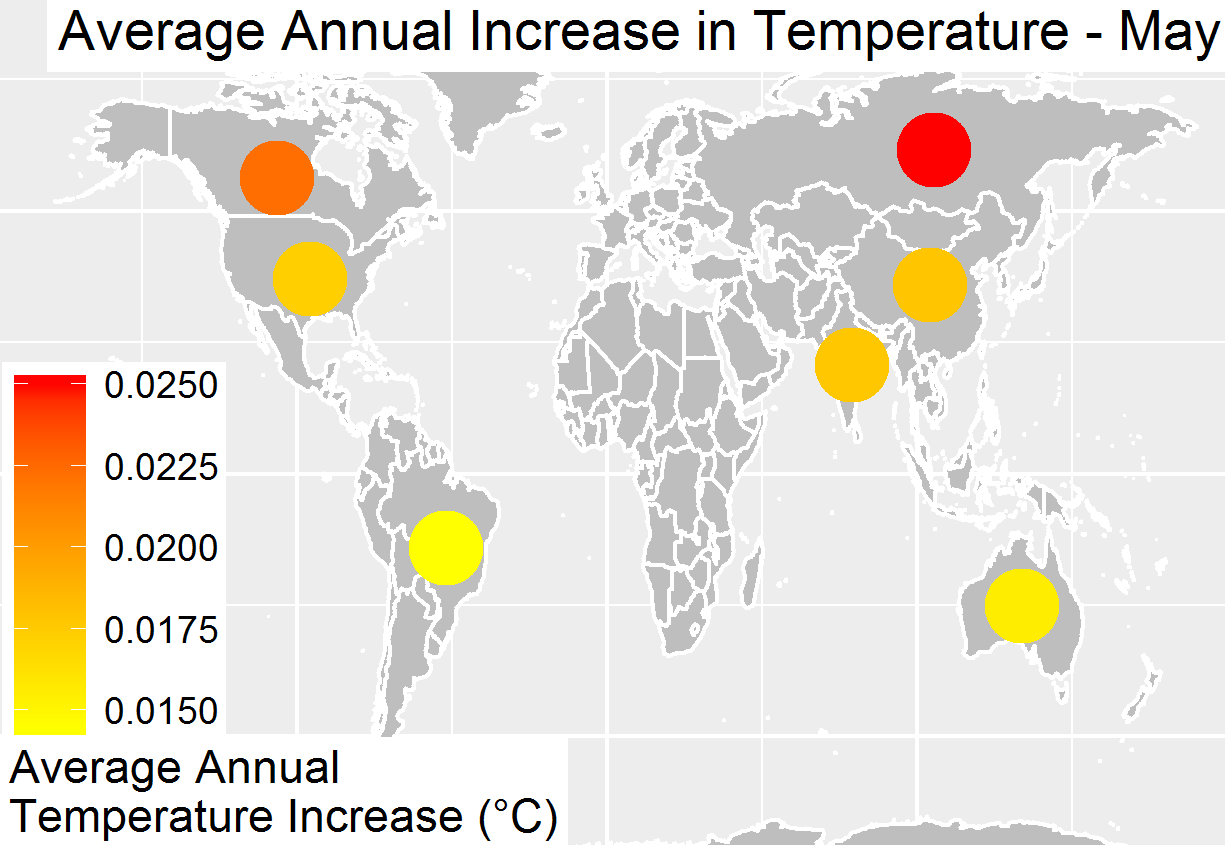 Average Annual Increase in Temperature - May
0.0250
0.0225
0.0200
0.0175
0.0150
Average Annual
Temperature Increase (°C)